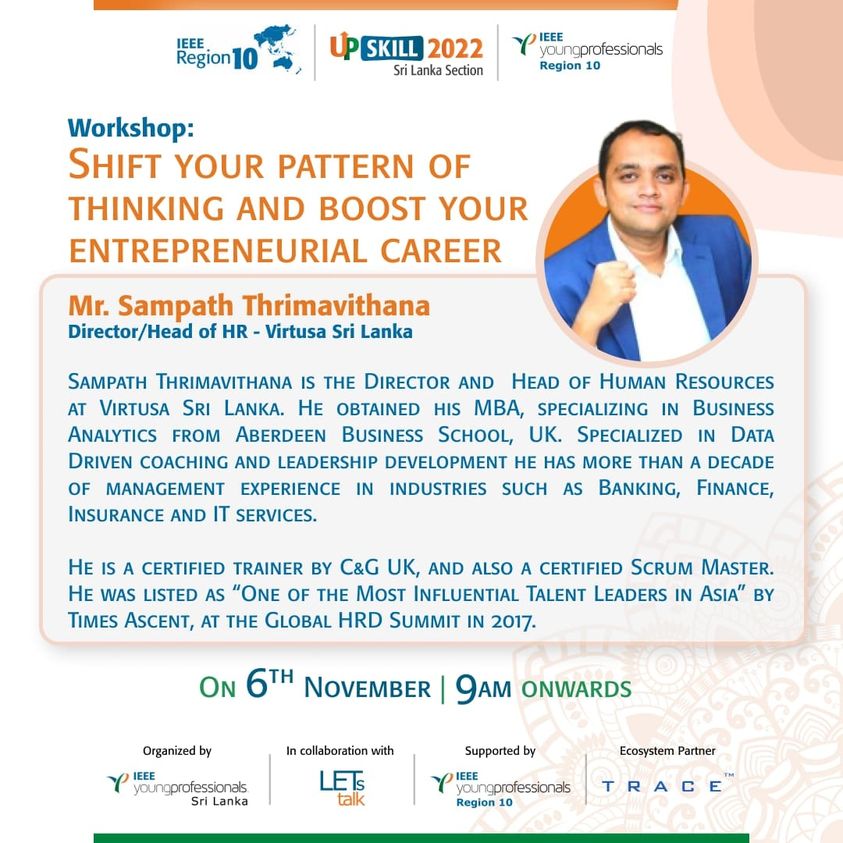 IEEE
Region 10
UPSKILL 2022
Sri Lanka Section
IEEE
youngprofessionals
Region 10
Workshop:
SHIFT YOUR PATTERN OF
THINKING AND BOOST YOUR
ENTREPRENEURIAL CAREER
Mr. Sampath Thrimavithana
Director/Head of HR - Virtusa Sri Lanka
SAMPATH THRIMAVITHANA IS THE DIRECTOR AND HEAD OF HUMAN RESOURCES
AT VIRTUSA SRI LANKA. HE OBTAINED HIS MBA, SPECIALIZING IN BUSINESS
ANALYTICS FROM ABERDEEN BUSINESS SCHOOL, UK. SPECIALIZED IN DATA
DRIVEN COACHING AND LEADERSHIP DEVELOPMENT HE HAS MORE THAN A DECADE
OF MANAGEMENT EXPERIENCE IN INDUSTRIES SUCH AS BANKING, FINANCE,
INSURANCE AND IT SERVICES.
HE IS A CERTIFIED TRAINER BY C&G UK, AND ALSO A CERTIFIED SCRUM MASTER.
HE WAS LISTED AS “ONE OF THE MOST INFLUENTIAL TALENT LEADERS IN ASIA” BY
TIMES ASCENT, AT THE GLOBAL HRD SUMMIT IN 2017.
ON 6TH NOVEMBER | 9AM ONWARDS
Organized by
IEEE
youngprofessionals
Sri Lanka
In collaboration with
LETs
talk
Supported by
IEEE
youngprofessionals
Region 10
Ecosystem Partner
TRACE™